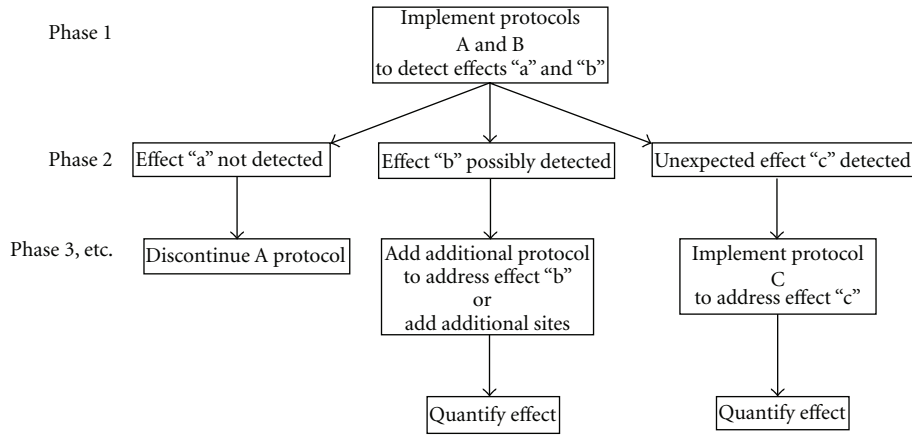 Phase 1
Implement protocols
A and B
to detect effects “a” and “b”
Phase 2
Effect “a” not detected
Effect “b” possibly detected
Unexpected effect “c” detected
Phase 3, etc.
Discontinue A protocol
Add additional protocol
to address effect “b”
or
add additional sites
Implement protocol
C
to address effect “c”
Quantify effect
Quantify effect